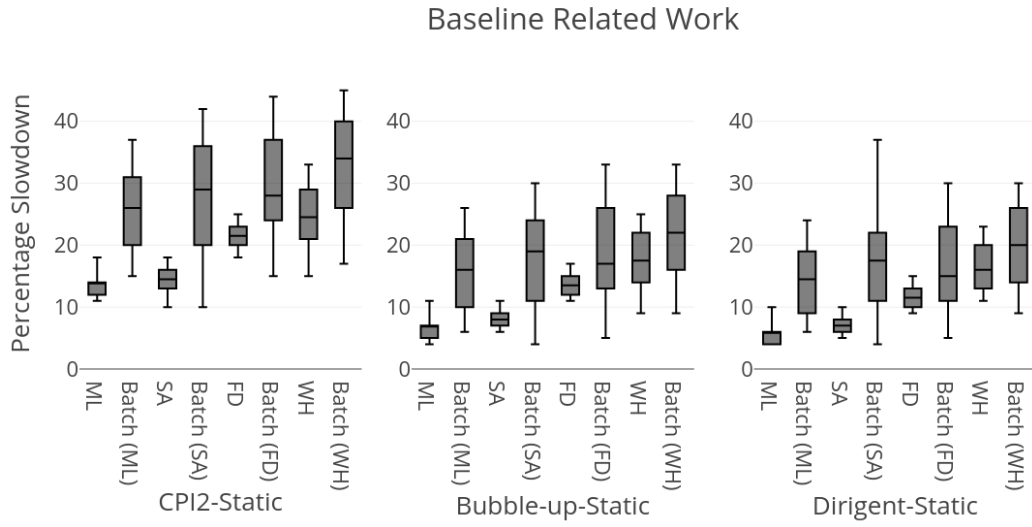 Baseline Related Work
Percentage Slowdown
40
30
20
10
0
ML
Batch (ML)
SA
Batch (SA)
FD
Batch (FD)
WH
Batch (WH)
CPI2-Static
40
30
20
10
0
ML
Batch (ML)
SA
Batch (SA)
FD
Batch (FD)
WH
Batch (WH)
Bubble-up-Static
40
30
20
10
0
ML
Batch (ML)
SA
Batch (SA)
FD
Batch (FD)
WH
Batch (WH)
Dirigent-Static